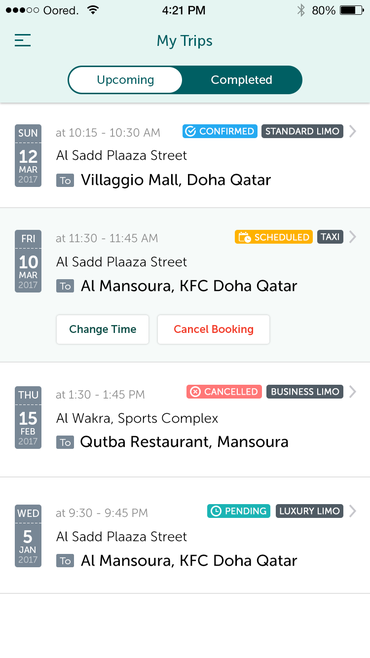 Oored. 4:21 PM 80%
My Trips
Upcoming Completed
SUN 12 MAR 2017
at 10:15 - 10:30 AM CONFIRMED STANDARD LIMO
Al Sadd Plaaza Street
To Villaggio Mall, Doha Qatar
FRI 10 MAR 2017
at 11:30 - 11:45 AM SCHEDULED TAXI
Al Sadd Plaaza Street
To Al Mansoura, KFC Doha Qatar
Change Time Cancel Booking
THU 15 FEB 2017
at 1:30 - 1:45 PM CANCELLED BUSINESS LIMO
Al Wakra, Sports Complex
To Qutba Restaurant, Mansoura
WED 5 JAN 2017
at 9:30 - 9:45 PM PENDING LUXURY LIMO
Al Sadd Plaaza Street
To Al Mansoura, KFC Doha Qatar